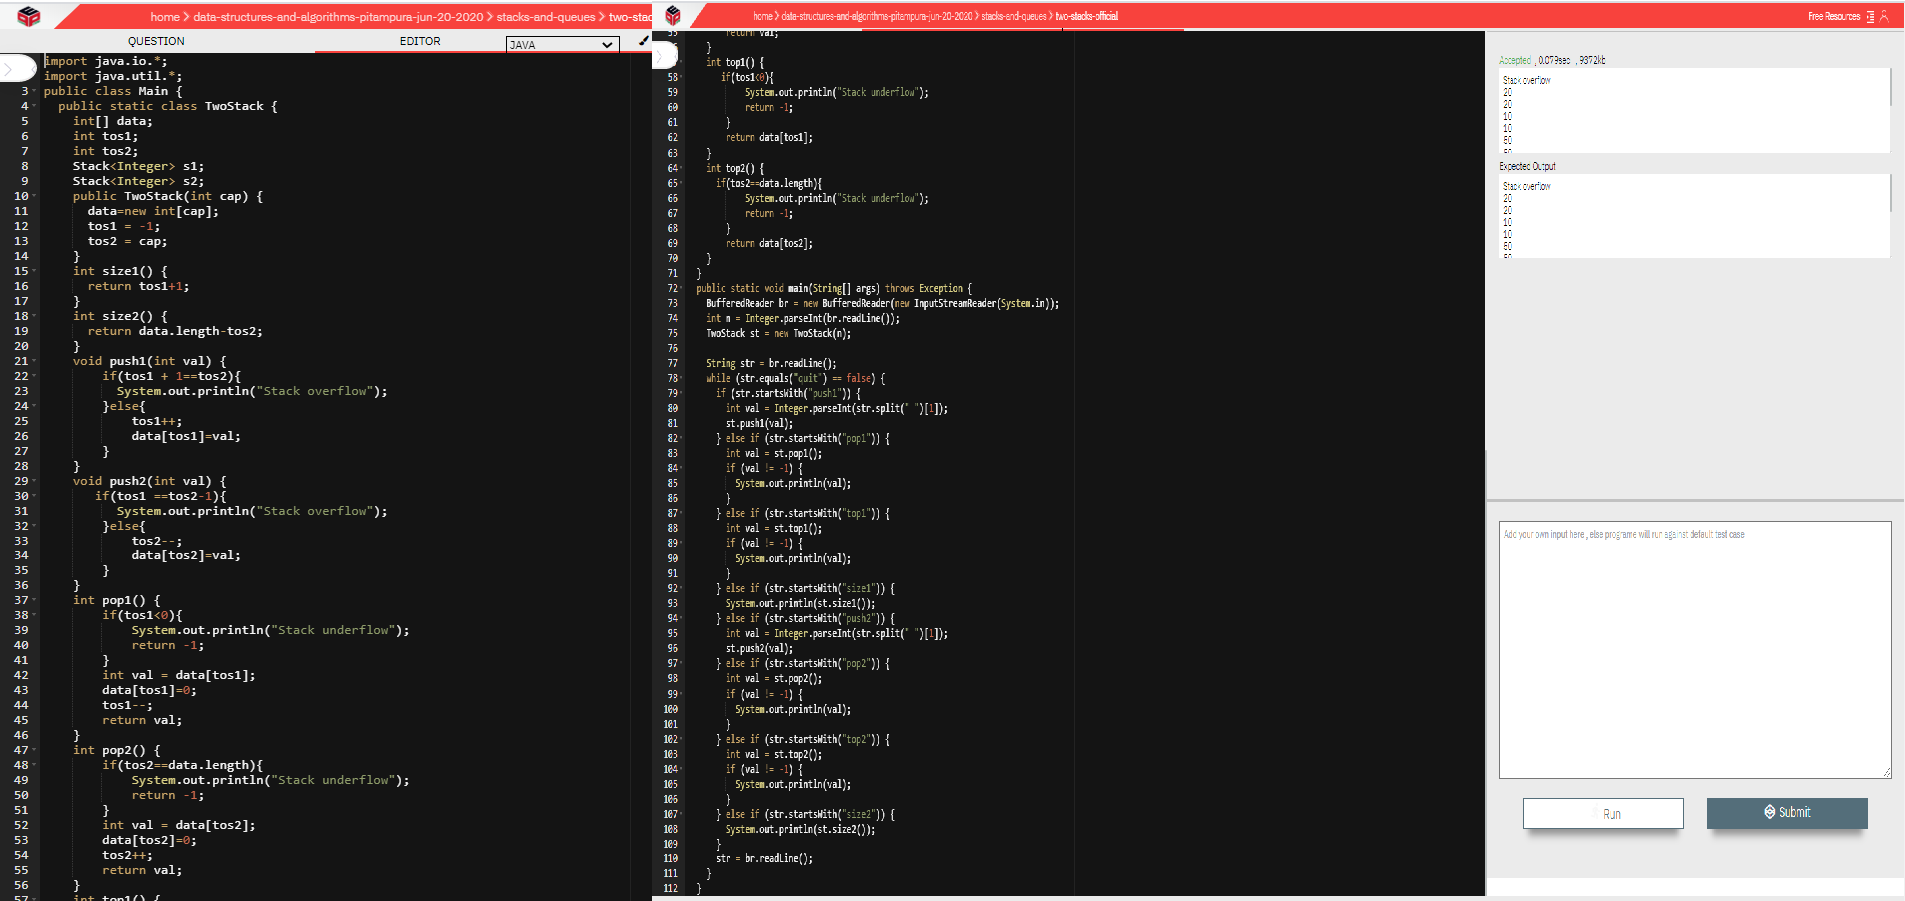 home > data-structures-and-algorithms-pitampura-jun-20-2020 > stacks-and-queues > two-stac
QUESTION
EDITOR
JAVA
import java.io.*;
import java.util.*;
3 public class Main {
4 public static class TwoStack {
5 int[] data;
6 int tos1;
7 int tos2;
8 Stack<Integer> s1;
9 Stack<Integer> s2;
10 public TwoStack(int cap) {
11 data=new int[cap];
12 tos1 = -1;
13 tos2 = cap;
14 }
15 int size1() {
16 return tos1+1;
17 }
18 int size2() {
19 return data.length-tos2;
20 }
21 void push1(int val) {
22 if(tos1 + 1==tos2){
23 System.out.println("Stack overflow");
24 }else{
25 tos1++;
26 data[tos1]=val;
27 }
28 }
29 void push2(int val) {
30 if(tos1 ==tos2-1){
31 System.out.println("Stack overflow");
32 }else{
33 tos2--;
34 data[tos2]=val;
35 }
36 }
37 int pop1() {
38 if(tos1<0){
39 System.out.println("Stack underflow");
40 return -1;
41 }
42 int val = data[tos1];
43 data[tos1]=0;
44 tos1--;
45 return val;
46 }
47 int pop2() {
48 if(tos2==data.length){
49 System.out.println("Stack underflow");
50 return -1;
51 }
52 int val = data[tos2];
53 data[tos2]=0;
54 tos2++;
55 return val;
56 }
57 int top1() {
home > data-structures-and-algorithms-pitampura-jun-20-2020 > stacks-and-queues > two-stacks-official
Free Resources
55 return val;
}
int top1() {
58 if(tos1<0){
59 System.out.println("Stack underflow");
60 return -1;
61 }
62 return data[tos1];
63 }
64 int top2() {
65 if(tos2==data.length){
66 System.out.println("Stack underflow");
67 return -1;
68 }
69 return data[tos2];
70 }
71 }
72 public static void main(String[] args) throws Exception {
73 BufferedReader br = new BufferedReader(new InputStreamReader(System.in));
74 int n = Integer.parseInt(br.readLine());
75 TwoStack st = new TwoStack(n);
76
77 String str = br.readLine();
78 while (str.equals("quit") == false) {
79 if (str.startsWith("push1")) {
80 int val = Integer.parseInt(str.split(" ")[1]);
81 st.push1(val);
82 } else if (str.startsWith("pop1")) {
83 int val = st.pop1();
84 if (val != -1) {
85 System.out.println(val);
86 }
87 } else if (str.startsWith("top1")) {
88 int val = st.top1();
89 if (val != -1) {
90 System.out.println(val);
91 }
92 } else if (str.startsWith("size1")) {
93 System.out.println(st.size1());
94 } else if (str.startsWith("push2")) {
95 int val = Integer.parseInt(str.split(" ")[1]);
96 st.push2(val);
97 } else if (str.startsWith("pop2")) {
98 int val = st.pop2();
99 if (val != -1) {
100 System.out.println(val);
101 }
102 } else if (str.startsWith("top2")) {
103 int val = st.top2();
104 if (val != -1) {
105 System.out.println(val);
106 }
107 } else if (str.startsWith("size2")) {
108 System.out.println(st.size2());
109 }
110 str = br.readLine();
111 }
112 }
Accepted , 0.079sec , 9372kb
Stack overflow
20
20
10
10
60
Expected Output
Stack overflow
20
20
10
10
60
Add your own input here , else programe will run against default test case
Run
Submit